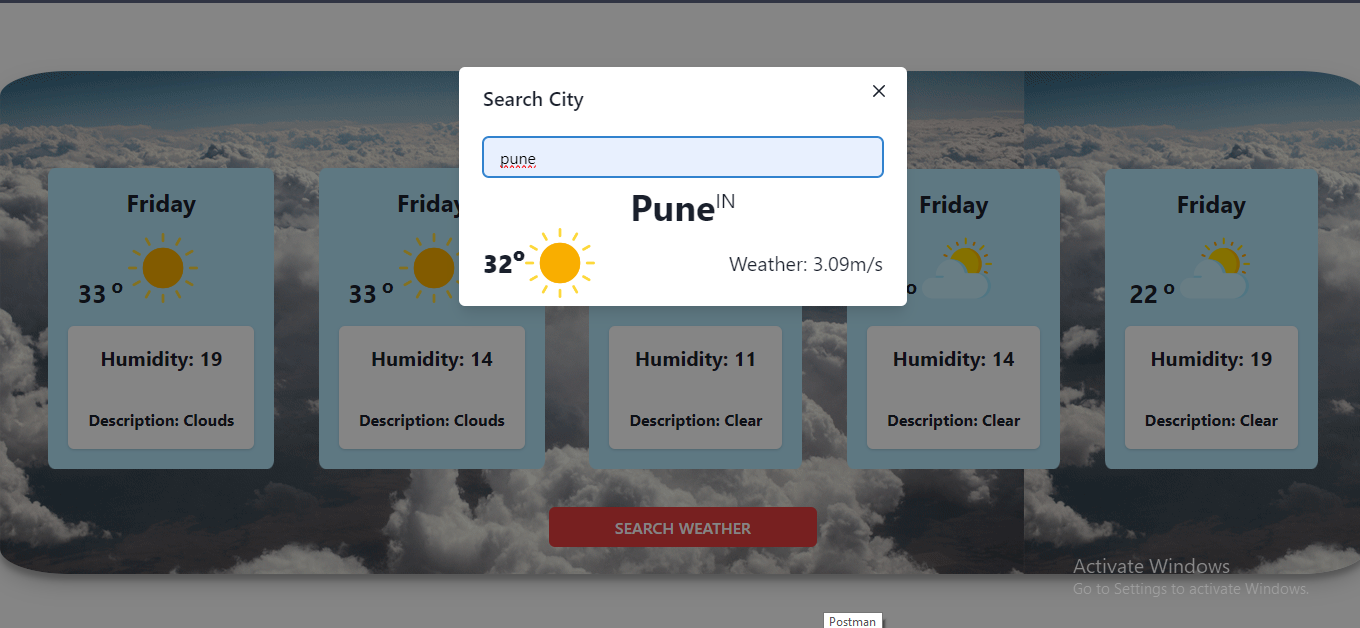 Search City
pune
Pune IN
32º
Weather: 3.09m/s
Friday
33 º
Humidity: 19
Description: Clouds
Friday
33 º
Humidity: 14
Description: Clouds
Humidity: 11
Description: Clear
Friday
º
Humidity: 14
Description: Clear
Friday
22 º
Humidity: 19
Description: Clear
SEARCH WEATHER
Activate Windows
Go to Settings to activate Windows.
Postman